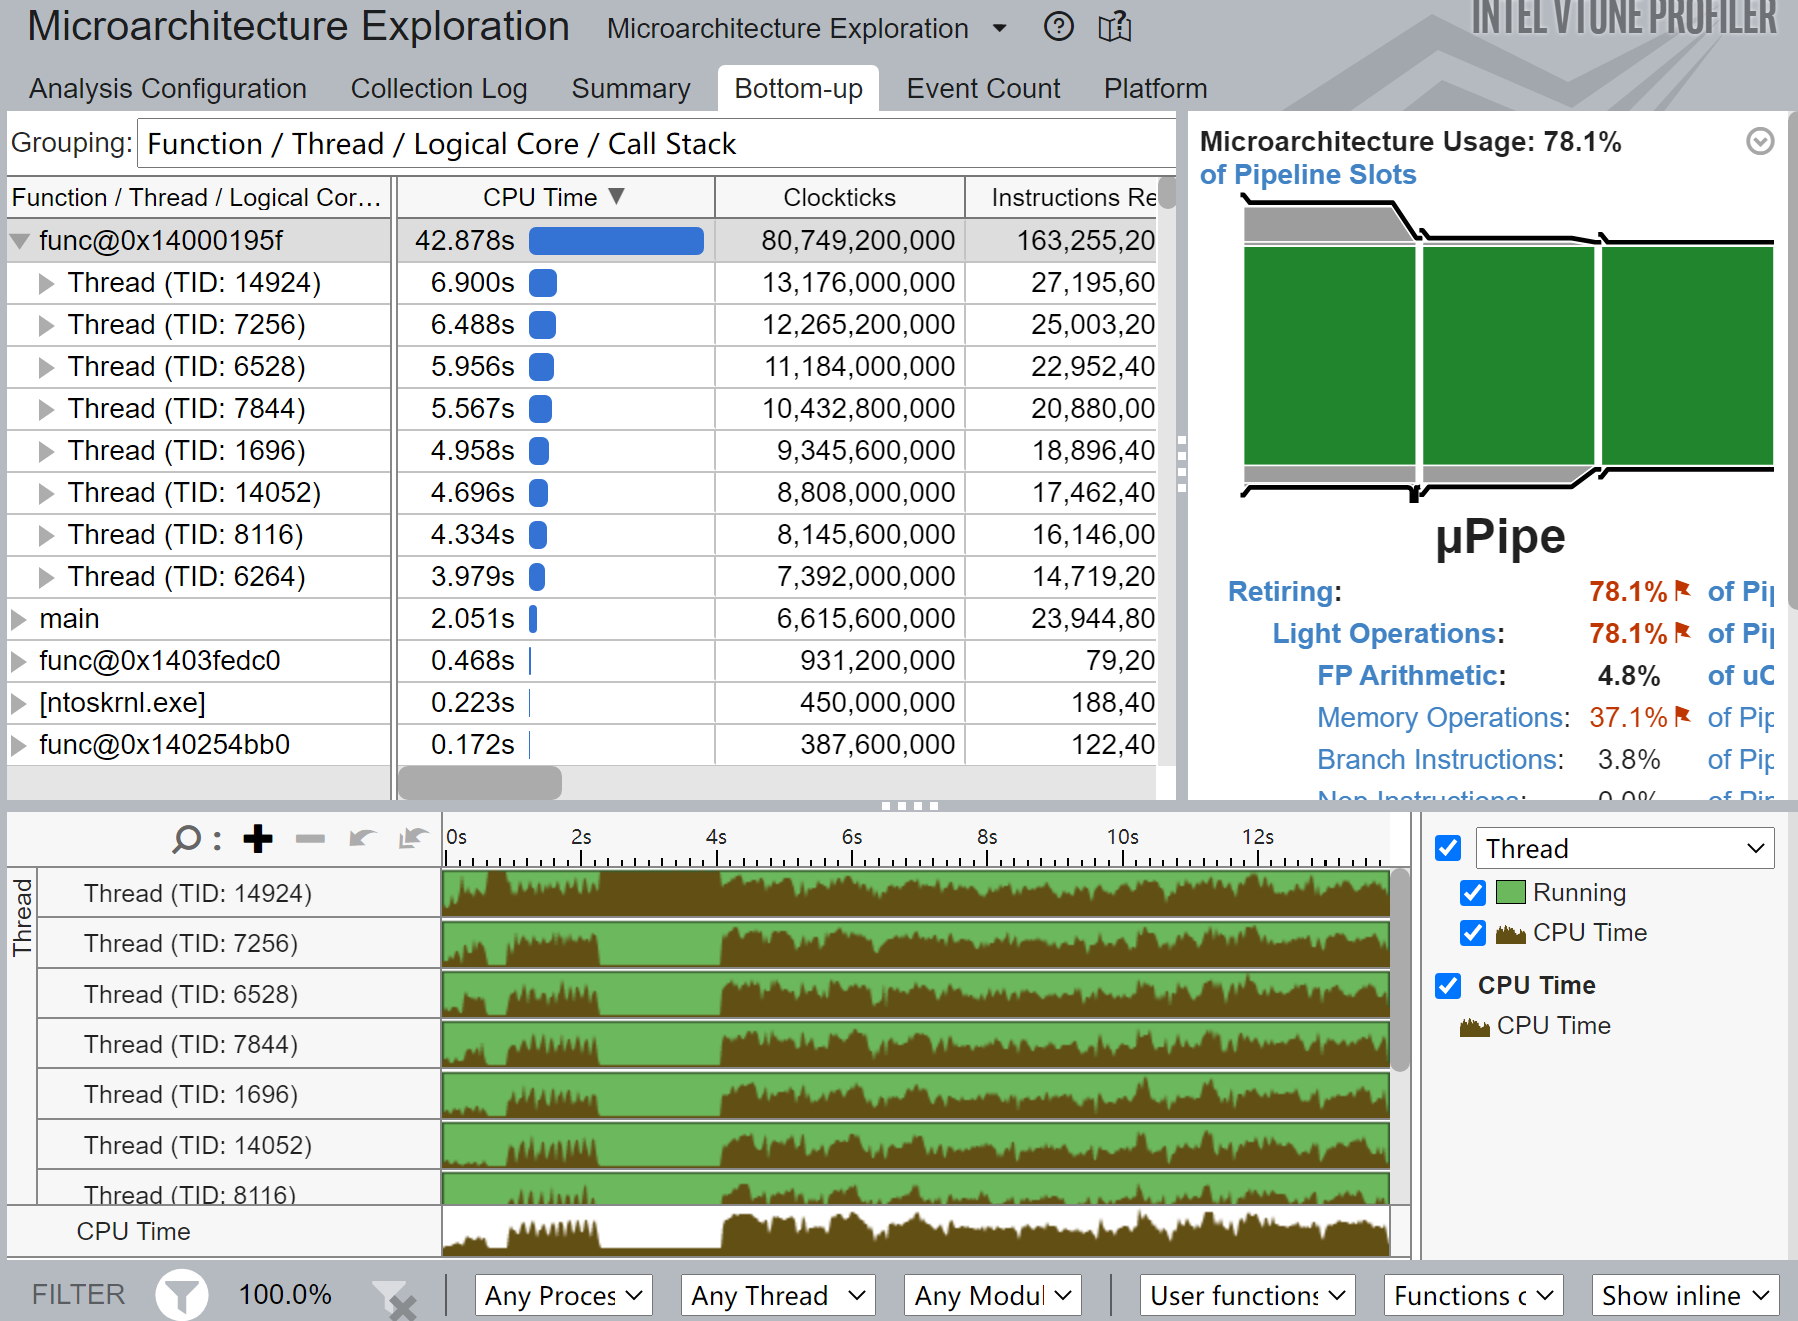 Microarchitecture Exploration Microarchitecture Exploration
INTEL VTUNE PROFILER
Analysis Configuration Collection Log Summary Bottom-up Event Count Platform
Grouping: Function / Thread / Logical Core / Call Stack
Function / Thread / Logical Cor... CPU Time Clockticks Instructions Re
func@0x14000195f 42.878s 80,749,200,000 163,255,20
Thread (TID: 14924) 6.900s 13,176,000,000 27,195,60
Thread (TID: 7256) 6.488s 12,265,200,000 25,003,20
Thread (TID: 6528) 5.956s 11,184,000,000 22,952,40
Thread (TID: 7844) 5.567s 10,432,800,000 20,880,00
Thread (TID: 1696) 4.958s 9,345,600,000 18,896,40
Thread (TID: 14052) 4.696s 8,808,000,000 17,462,40
Thread (TID: 8116) 4.334s 8,145,600,000 16,146,00
Thread (TID: 6264) 3.979s 7,392,000,000 14,719,20
main 2.051s 6,615,600,000 23,944,80
func@0x1403fedc0 0.468s 931,200,000 79,20
[ntoskrnl.exe] 0.223s 450,000,000 188,40
func@0x140254bb0 0.172s 387,600,000 122,40
Microarchitecture Usage: 78.1%
of Pipeline Slots
µPipe
Retiring: 78.1% of Pip
Light Operations: 78.1% of Pip
FP Arithmetic: 4.8% of uO
Memory Operations: 37.1% of Pip
Branch Instructions: 3.8% of Pip
Nop Instructions: 0.0% of Pip
0s 2s 4s 6s 8s 10s 12s
Thread
Thread (TID: 14924)
Thread (TID: 7256)
Thread (TID: 6528)
Thread (TID: 7844)
Thread (TID: 1696)
Thread (TID: 14052)
Thread (TID: 8116)
CPU Time
Thread
Running
CPU Time
CPU Time
CPU Time
FILTER 100.0% Any Proces Any Thread Any Modul User functions Functions o Show inline